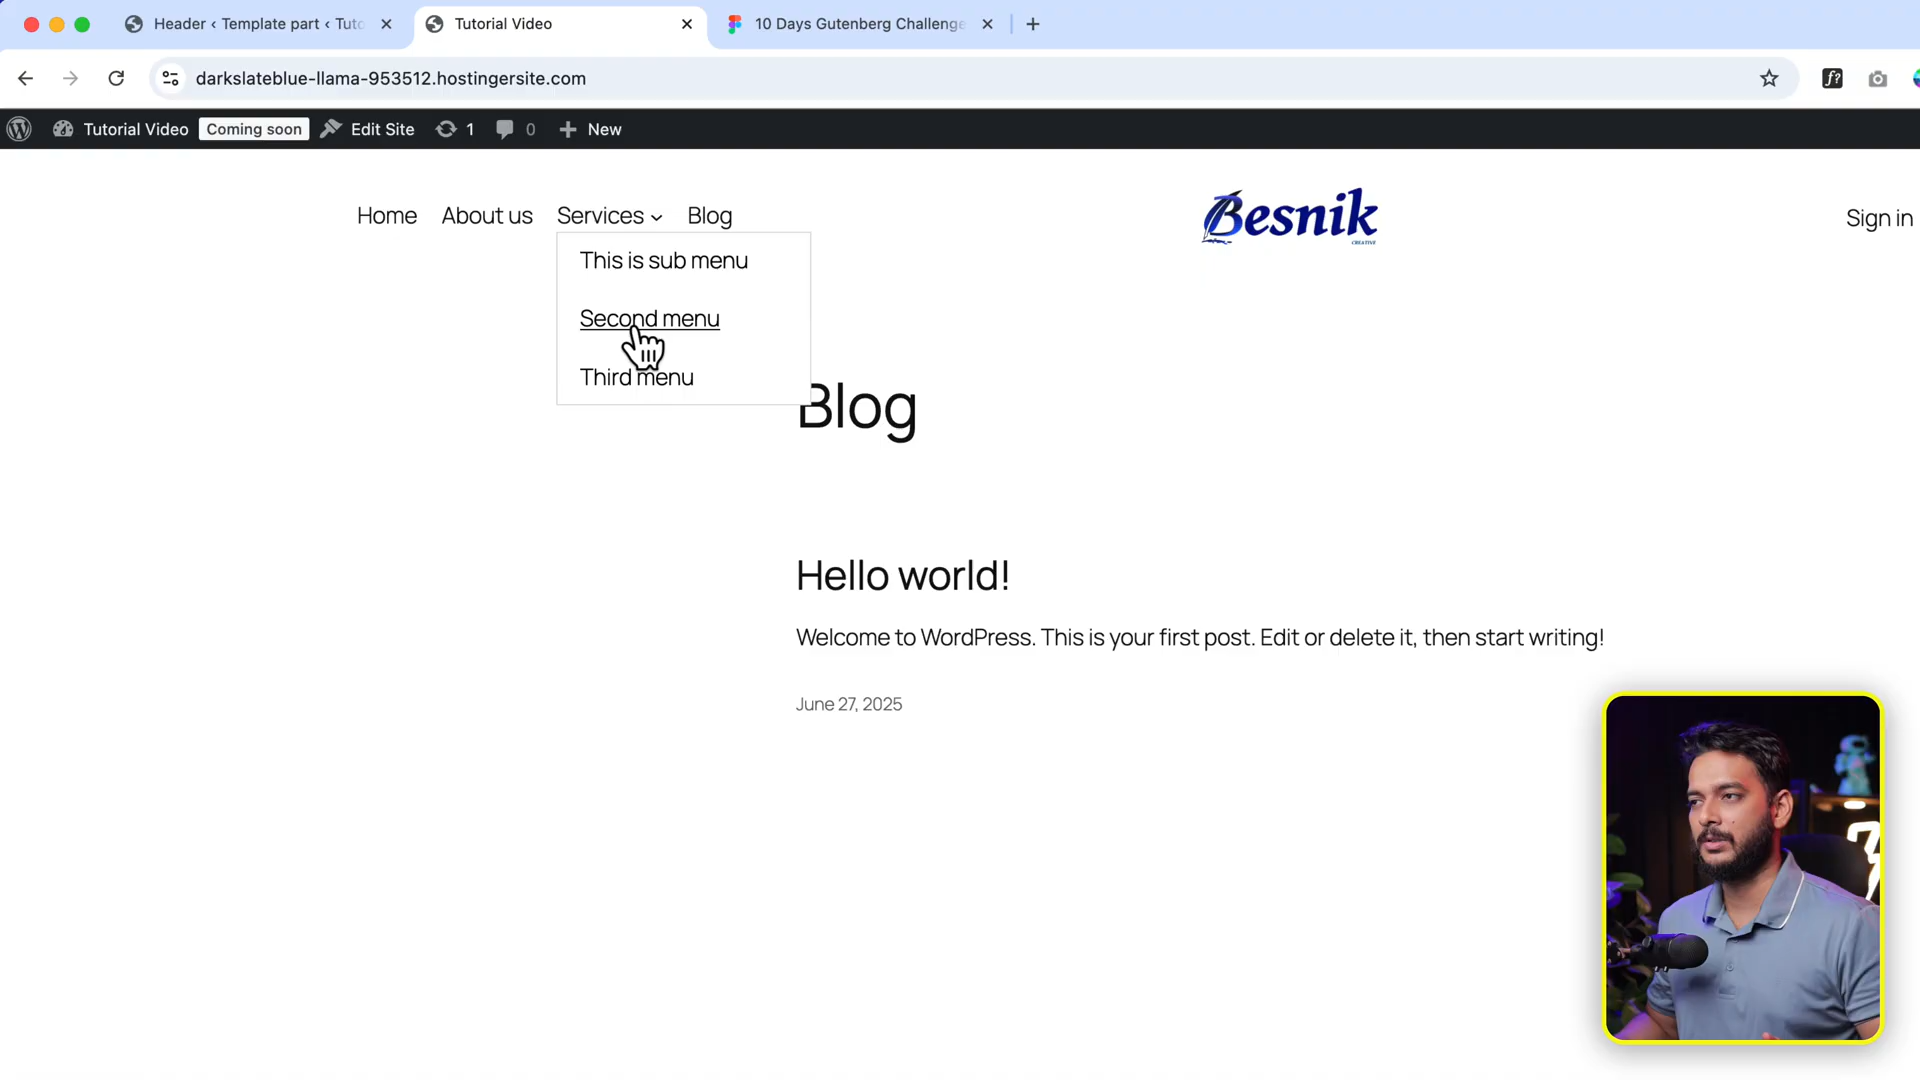 Header ‹ Template part ‹ Tuto
Tutorial Video
10 Days Gutenberg Challenge
darkslateblue-llama-953512.hostingersite.com
Tutorial Video Coming soon Edit Site 1 0 New
Home About us Services Blog
Besnik
CREATIVE
Sign in
This is sub menu
Second menu
Third menu
Blog
Hello world!
Welcome to WordPress. This is your first post. Edit or delete it, then start writing!
June 27, 2025